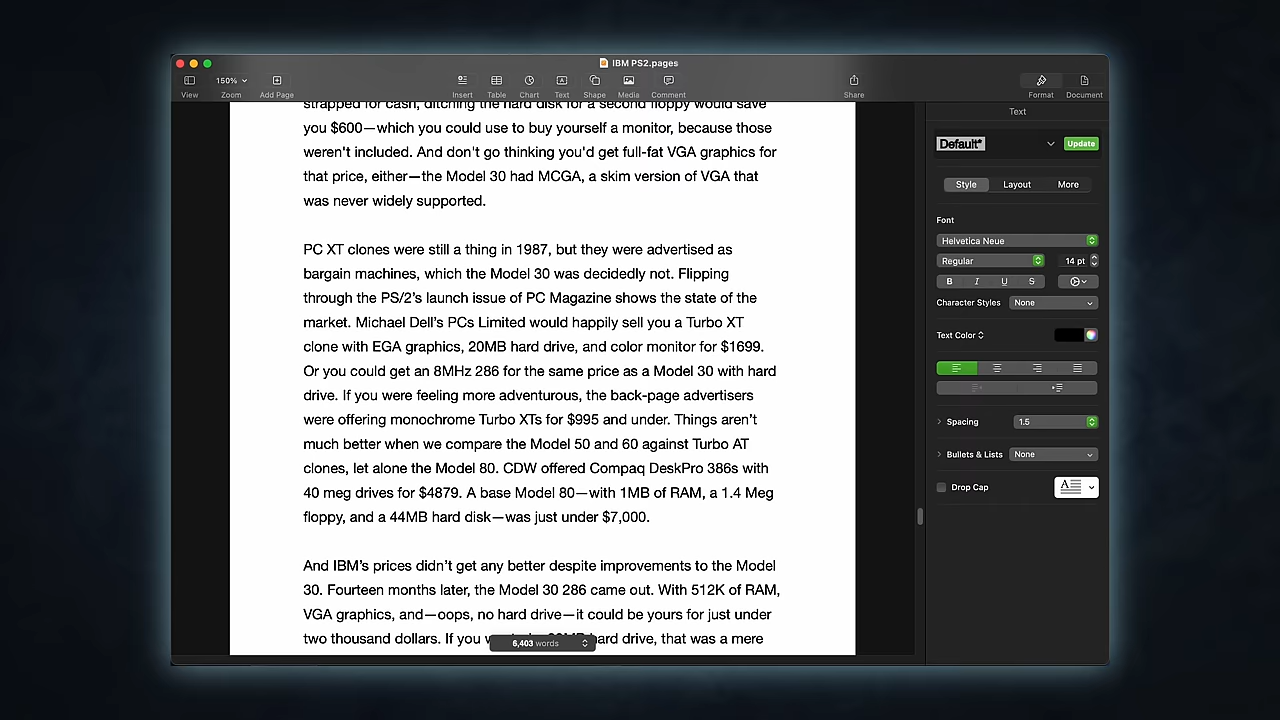 IBM PS2.pages
View
150%
Zoom
Add Page
Insert
Table
Chart
Text
Shape
Media
Comment
Share
Format
Document
strapped for cash, ditching the hard disk for a second floppy would save
you $600—which you could use to buy yourself a monitor, because those
weren't included. And don't go thinking you'd get full-fat VGA graphics for
that price, either—the Model 30 had MCGA, a skim version of VGA that
was never widely supported.
PC XT clones were still a thing in 1987, but they were advertised as
bargain machines, which the Model 30 was decidedly not. Flipping
through the PS/2’s launch issue of PC Magazine shows the state of the
market. Michael Dell’s PCs Limited would happily sell you a Turbo XT
clone with EGA graphics, 20MB hard drive, and color monitor for $1699.
Or you could get an 8MHz 286 for the same price as a Model 30 with hard
drive. If you were feeling more adventurous, the back-page advertisers
were offering monochrome Turbo XTs for $995 and under. Things aren’t
much better when we compare the Model 50 and 60 against Turbo AT
clones, let alone the Model 80. CDW offered Compaq DeskPro 386s with
40 meg drives for $4879. A base Model 80—with 1MB of RAM, a 1.4 Meg
floppy, and a 44MB hard disk—was just under $7,000.
And IBM’s prices didn’t get any better despite improvements to the Model
30. Fourteen months later, the Model 30 286 came out. With 512K of RAM,
VGA graphics, and—oops, no hard drive—it could be yours for just under
two thousand dollars. If you hard drive, that was a mere
6,403 words
Text
Default*
Update
Style
Layout
More
Font
Helvetica Neue
Regular
14 pt
B
I
U
S
Character Styles
None
Text Color
Spacing
1.5
Bullets & Lists
None
Drop Cap
A